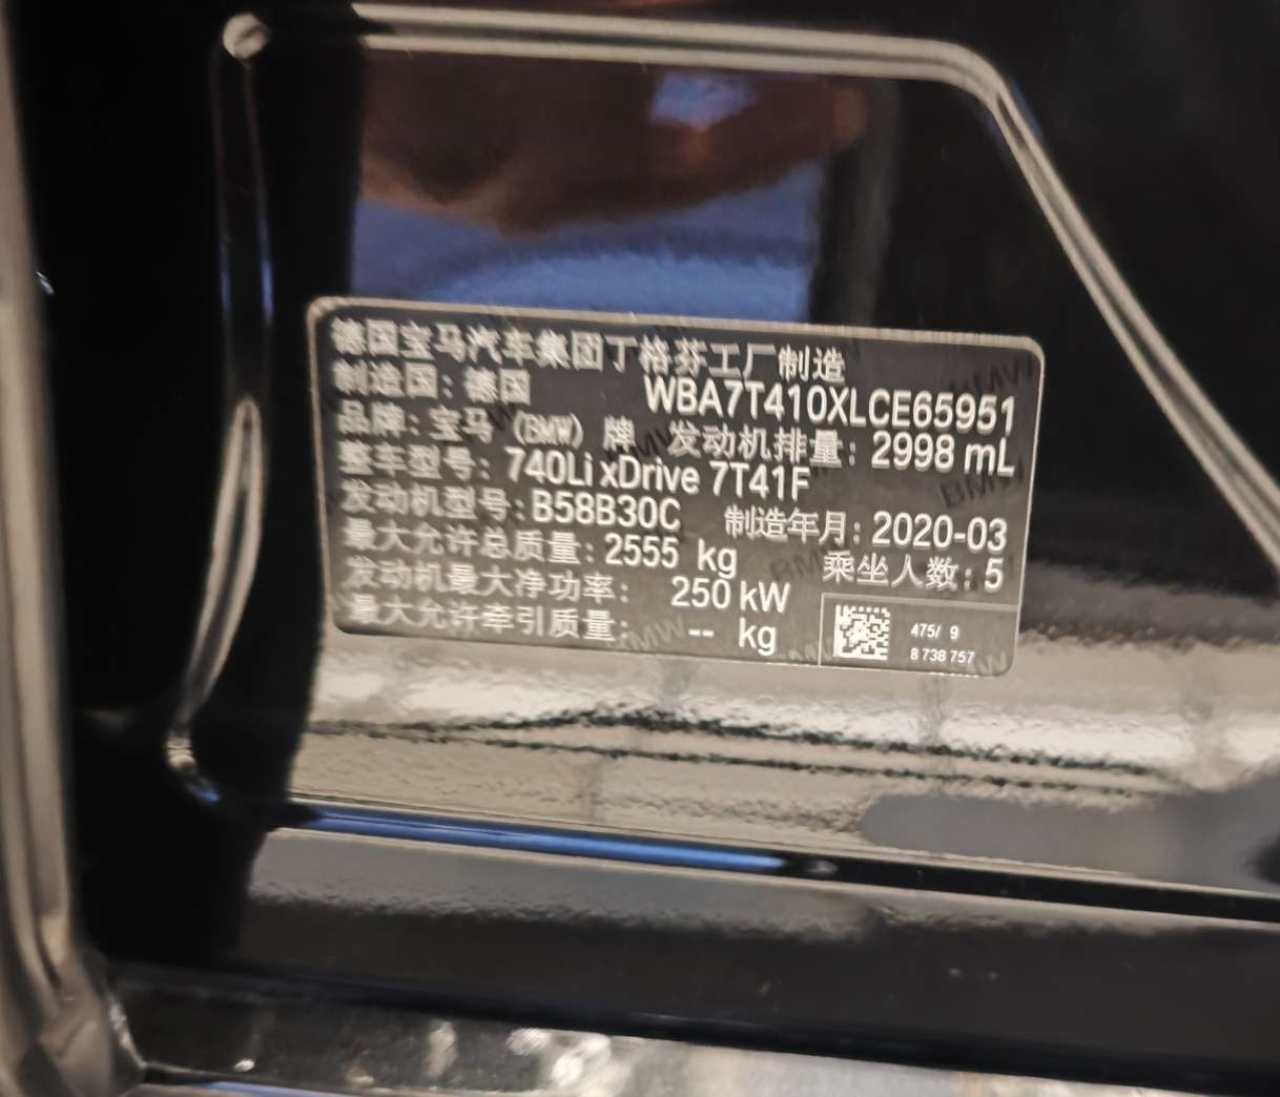 德国宝马汽车集团丁格芬工厂制造
制造国：德国 WBA7T410XLCE65951
品牌：宝马（BMW）牌 发动机排量：2998 mL
整车型号：740Li xDrive 7T41F
发动机型号：B58B30C 制造年月：2020-03
最大允许总质量：2555 kg 乘坐人数：5
发动机最大净功率： 250 kW
最大允许牵引质量： -- kg
475/ 9
8 738 757